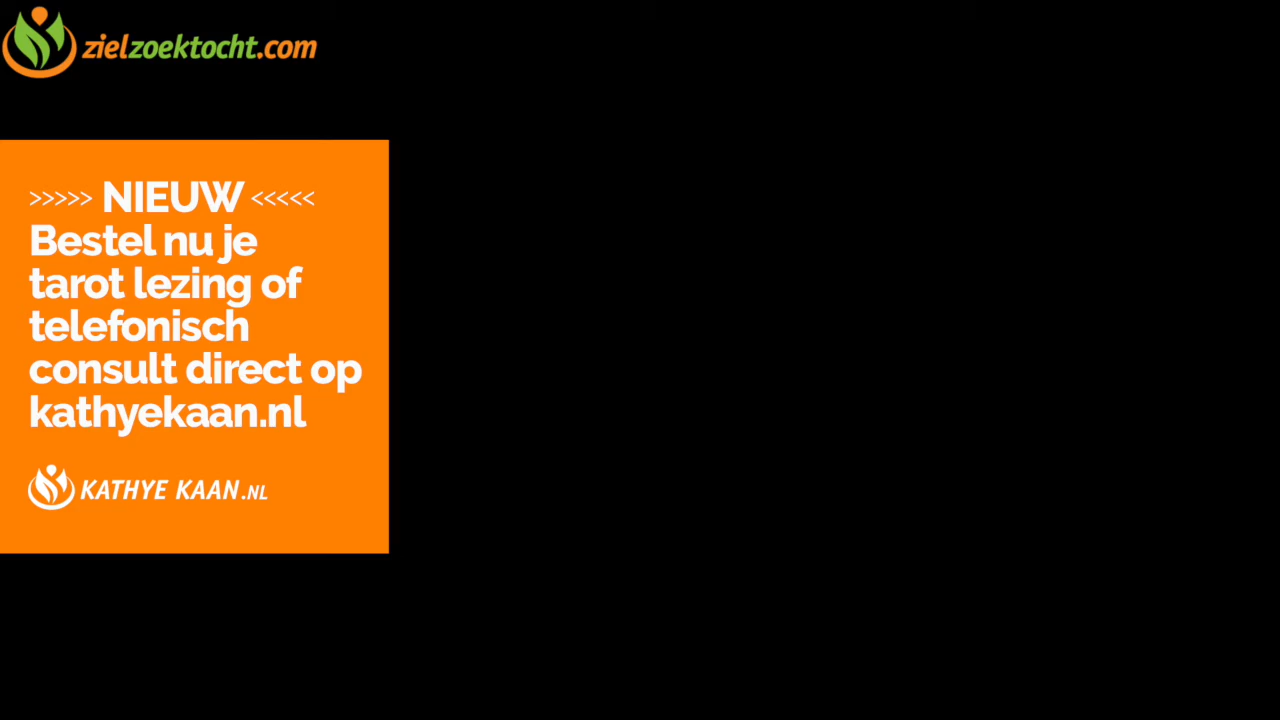 zielzoektocht.com
>>>>> NIEUW <<<<<
Bestel nu je
tarot lezing of
telefonisch
consult direct op
kathyekaan.nl
KATHYE KAAN.NL